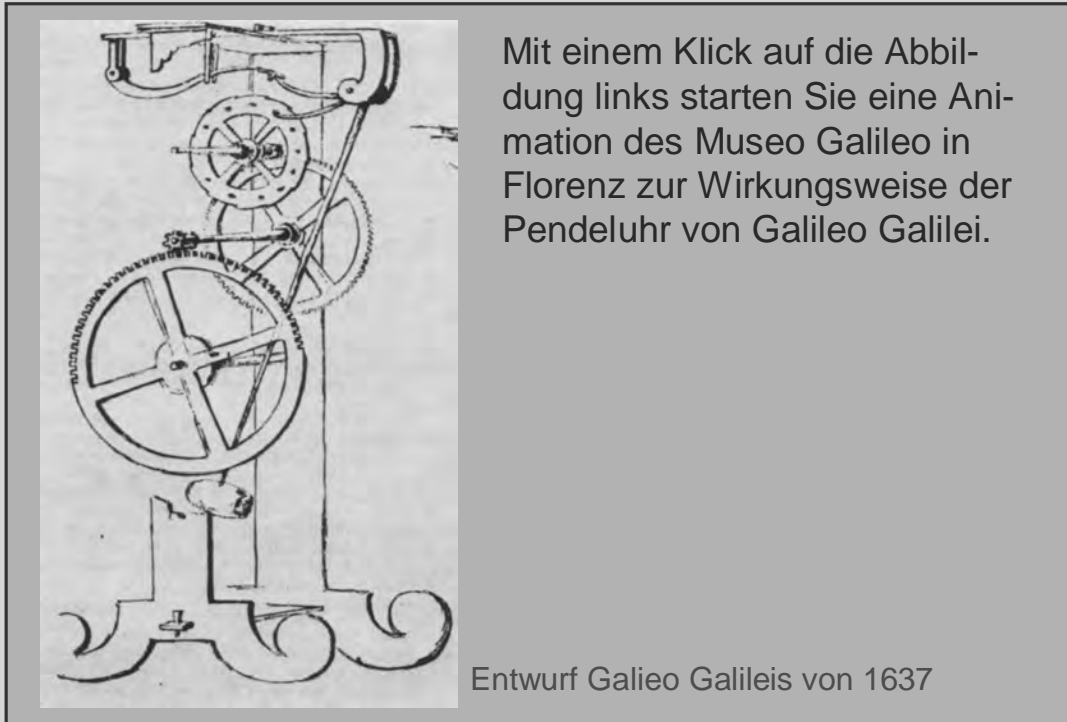 Mit einem Klick auf die Abbil-
dung links starten Sie eine Ani-
mation des Museo Galileo in
Florenz zur Wirkungsweise der
Pendeluhr von Galileo Galilei.
Entwurf Galieo Galileis von 1637